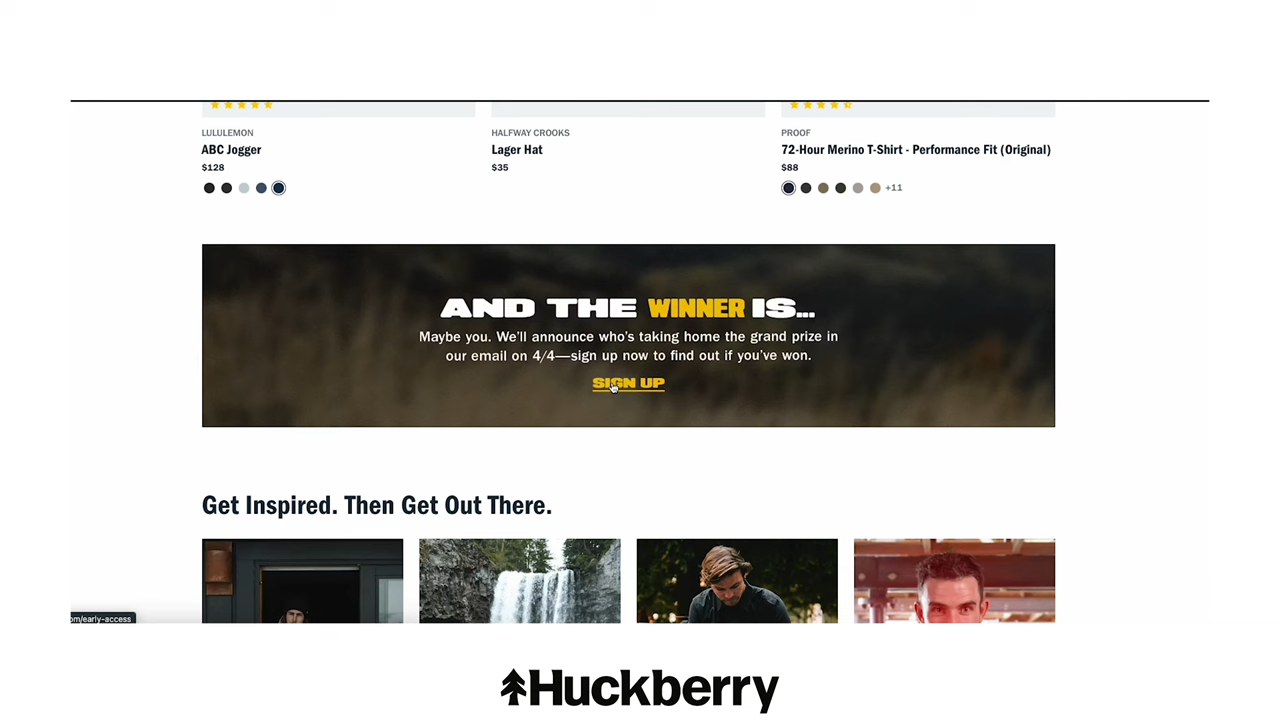 LULULEMON
ABC Jogger
$128
HALFWAY CROOKS
Lager Hat
$35
PROOF
72-Hour Merino T-Shirt - Performance Fit (Original)
$88
+11
AND THE WINNER IS...
Maybe you. We'll announce who's taking home the grand prize in
our email on 4/4—sign up now to find out if you've won.
SIGN UP
Get Inspired. Then Get Out There.
om/early-access
Huckberry